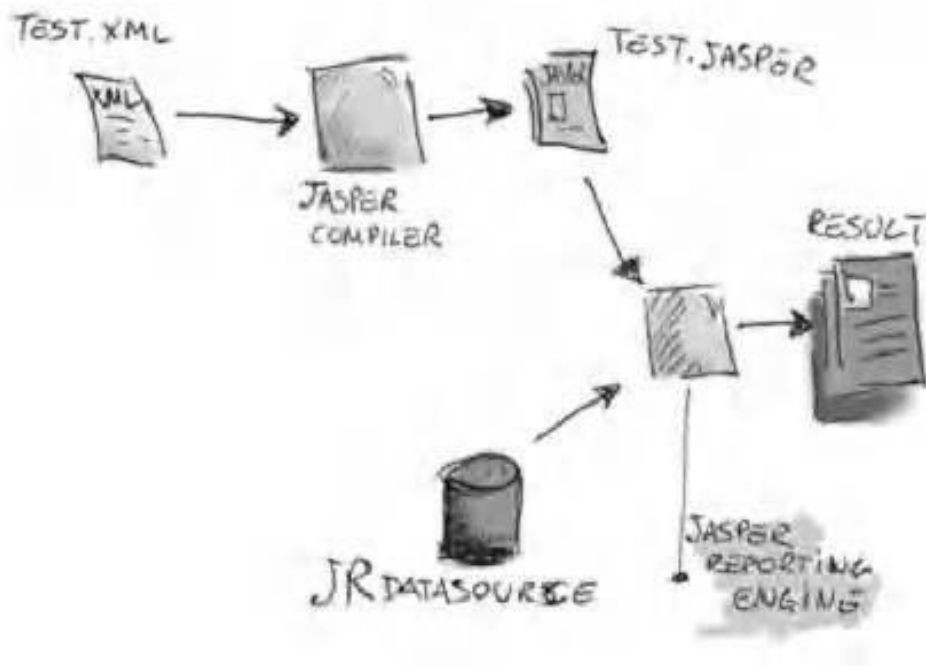 TEST.XML
XML
JASPER
COMPILER
TEST.JASPER
RESULT
JR DATASOURCE
JASPER
REPORTING
ENGINE